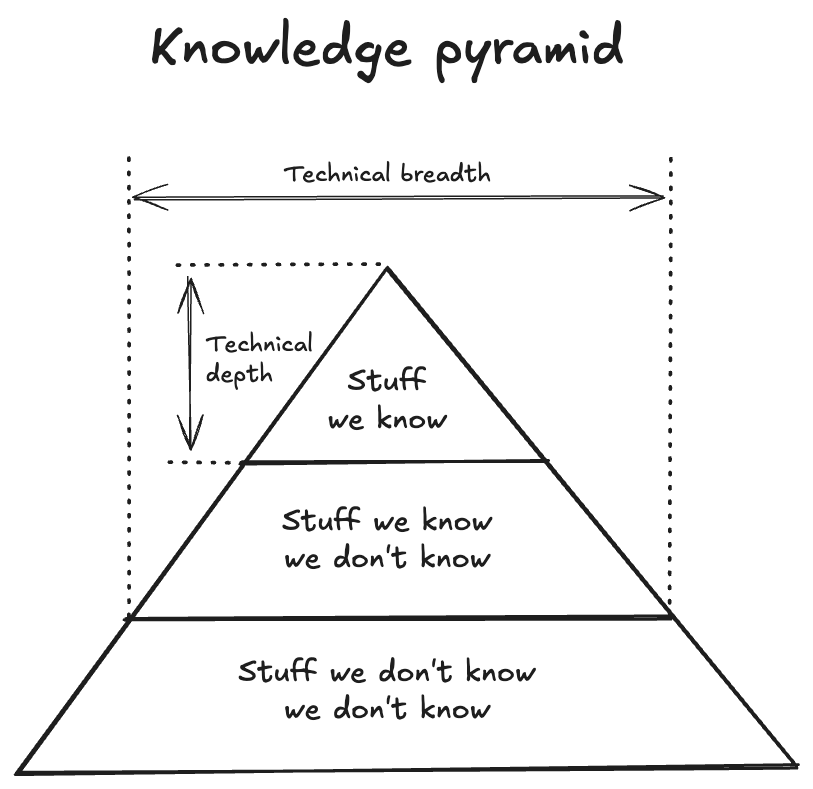 Knowledge pyramid
Technical breadth
Technical
depth
Stuff
we know
Stuff we know
we don't know
Stuff we don't know
we don't know